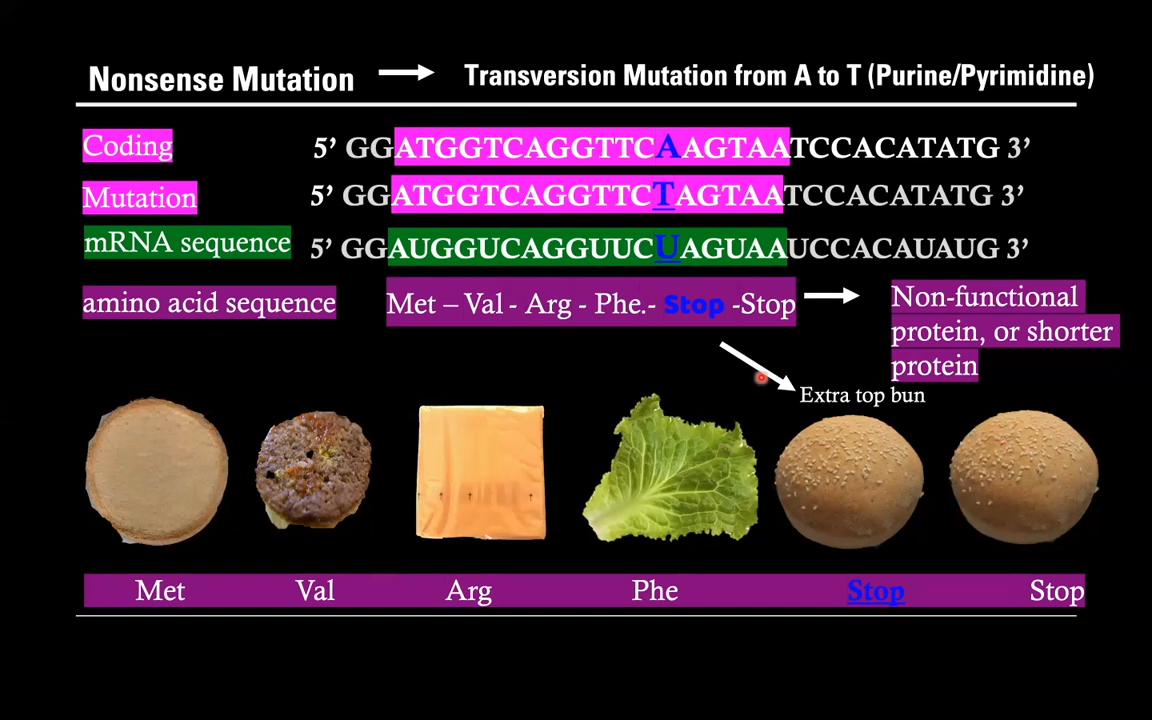 Nonsense Mutation
Transversion Mutation from A to T (Purine/Pyrimidine)
Coding 5’ GGATGGTCAGGTTCAAGTAATCCACATATG 3’
Mutation 5’ GGATGGTCAGGTTCTAGTAATCCACATATG 3’
mRNA sequence 5’ GGAUGGUCAGGUUCUAGUAAUCCACAUAUG 3’
amino acid sequence Met – Val - Arg - Phe.- Stop -Stop
Non-functional
protein, or shorter
protein
Extra top bun
Met Val Arg Phe Stop Stop